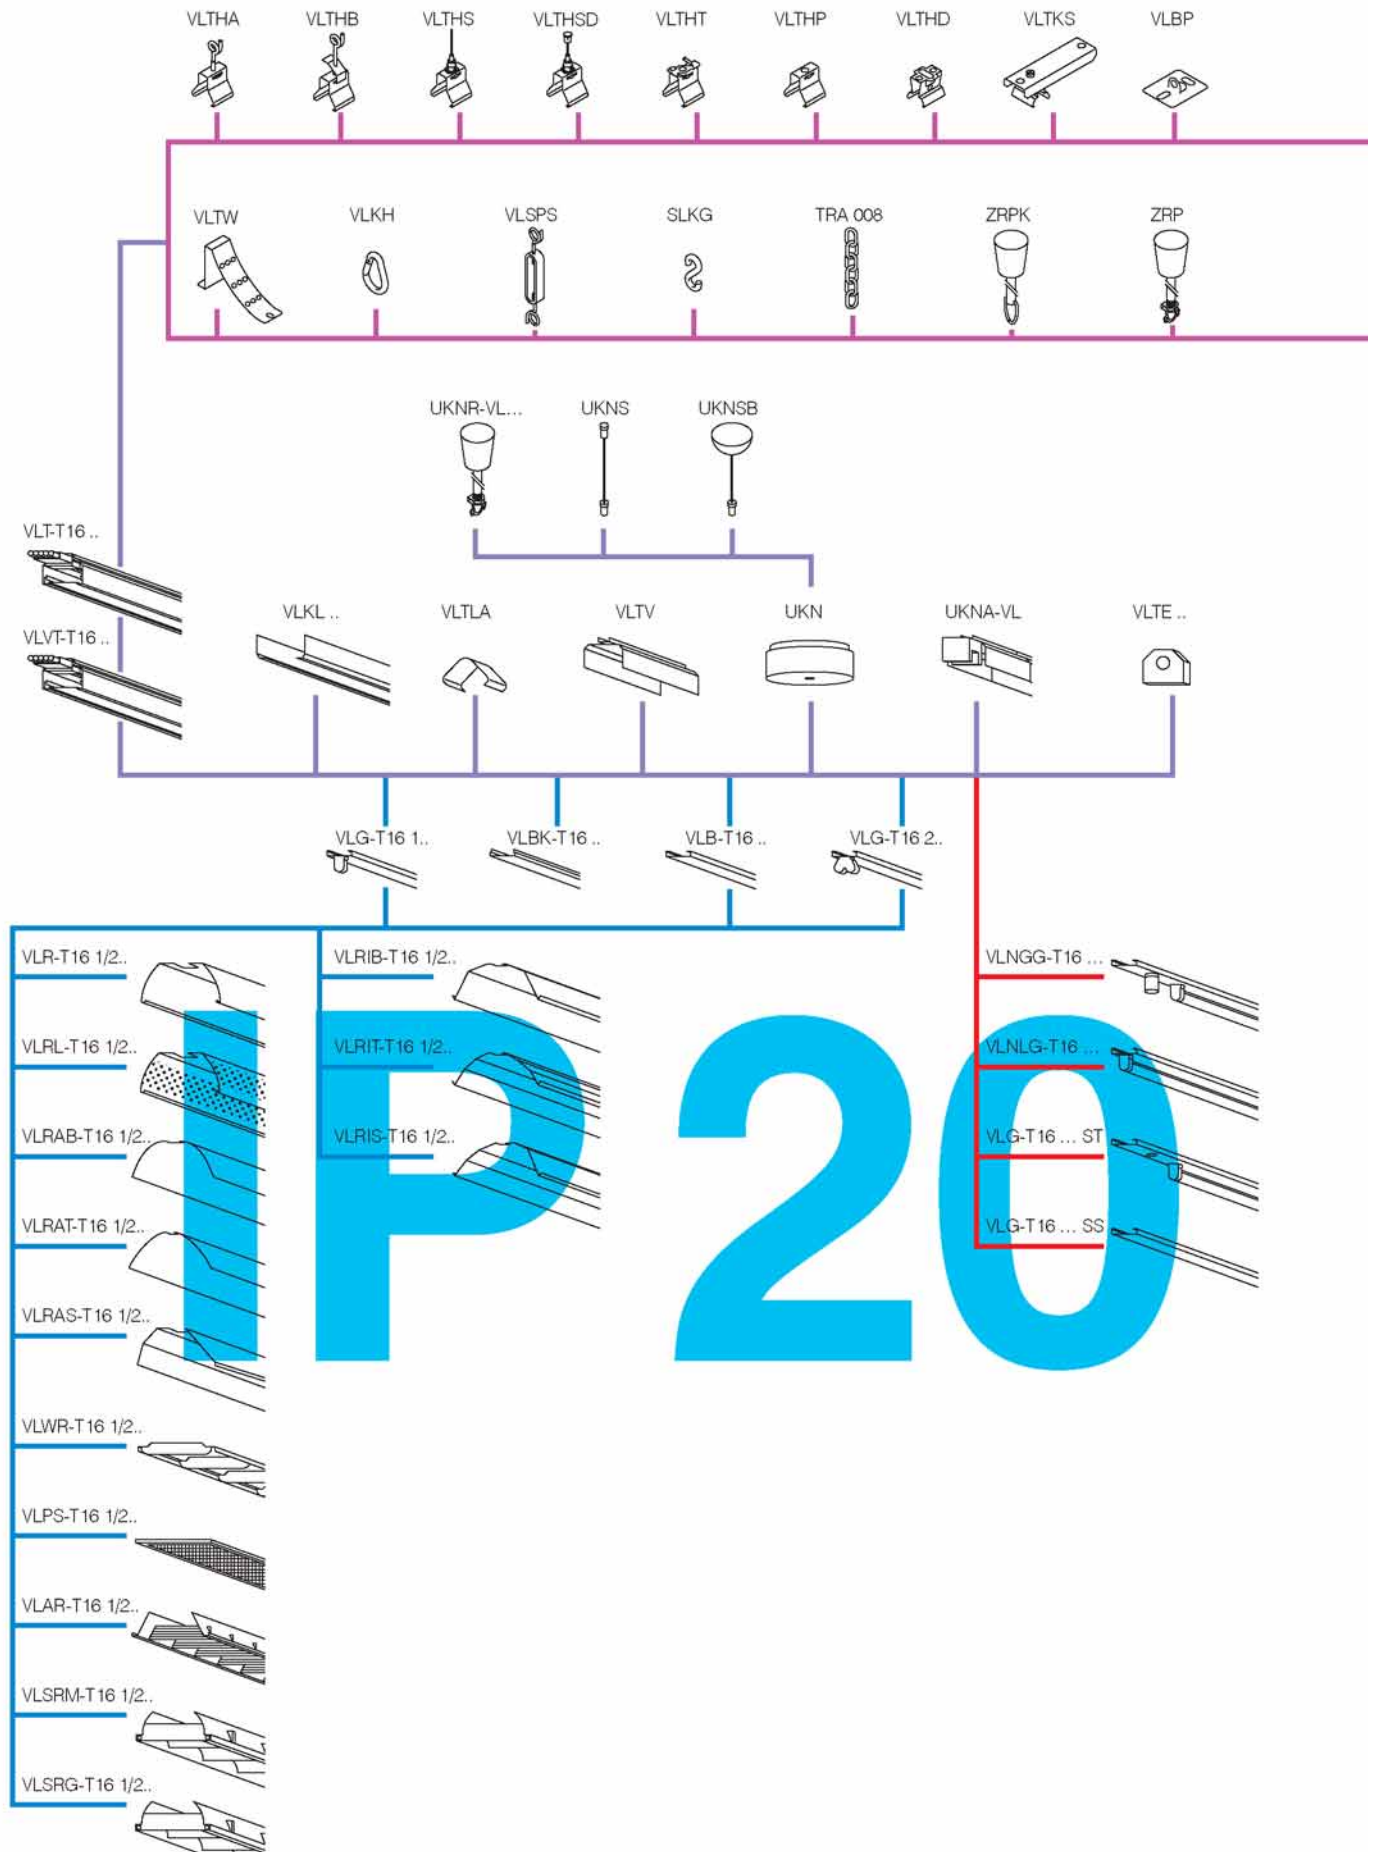 VLTHA VLTHB VLTHS VLTHSD VLTHT VLTHP VLTHD VLTKS VLBP
VLTW VLKH VLSPS SLKG TRA 008 ZRPK ZRP
UKNR-VL... UKNS UKNSB
VLT-T16 ..
VLKL .. VLTLA VLTV UKN UKNA-VL VLTE ..
VLVT-T16 ..
VLG-T16 1.. VLBK-T16 .. VLB-T16 .. VLG-T16 2..
VLR-T16 1/2.. VLRIB-T16 1/2.. VLNGG-T16 ...
VLRL-T16 1/2.. VLRIT-T16 1/2.. VLNLG-T16 ...
VLRAB-T16 1/2.. VLRIS-T16 1/2.. VLG-T16 ... ST
VLRAT-T16 1/2.. VLG-T16 ... SS
IP 20
VLRAS-T16 1/2..
VLWR-T16 1/2..
VLPS-T16 1/2..
VLAR-T16 1/2..
VLSRM-T16 1/2..
VLSRG-T16 1/2..